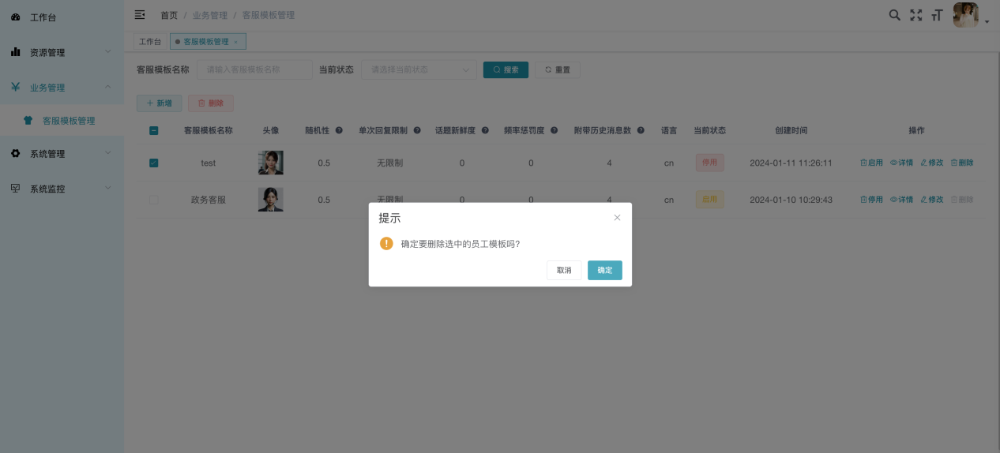 工作台
资源管理
业务管理
客服模板管理
系统管理
系统监控
首页 / 业务管理 / 客服模板管理
工作台 客服模板管理 ×
客服模板名称 请输入客服模板名称 当前状态 请选择当前状态 搜索 重置
+ 新增 删除
客服模板名称 头像 随机性 单次回复限制 话题新鲜度 频率惩罚度 附带历史消息数 语言 当前状态 创建时间 操作
test 0.5 无限制 0 0 4 cn 停用 2024-01-11 11:26:11 启用 详情 修改 删除
政务客服 0.5 无限制 0 0 4 cn 启用 2024-01-10 10:29:43 停用 详情 修改 删除
提示
确定要删除选中的员工模板吗?
取消 确定